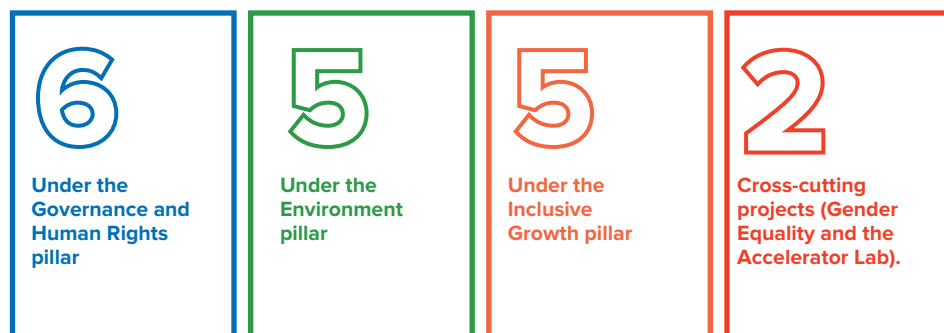 6
Under the
Governance and
Human Rights
pillar
5
Under the
Environment
pillar
5
Under the
Inclusive
Growth pillar
2
Cross-cutting
projects (Gender
Equality and the
Accelerator Lab).